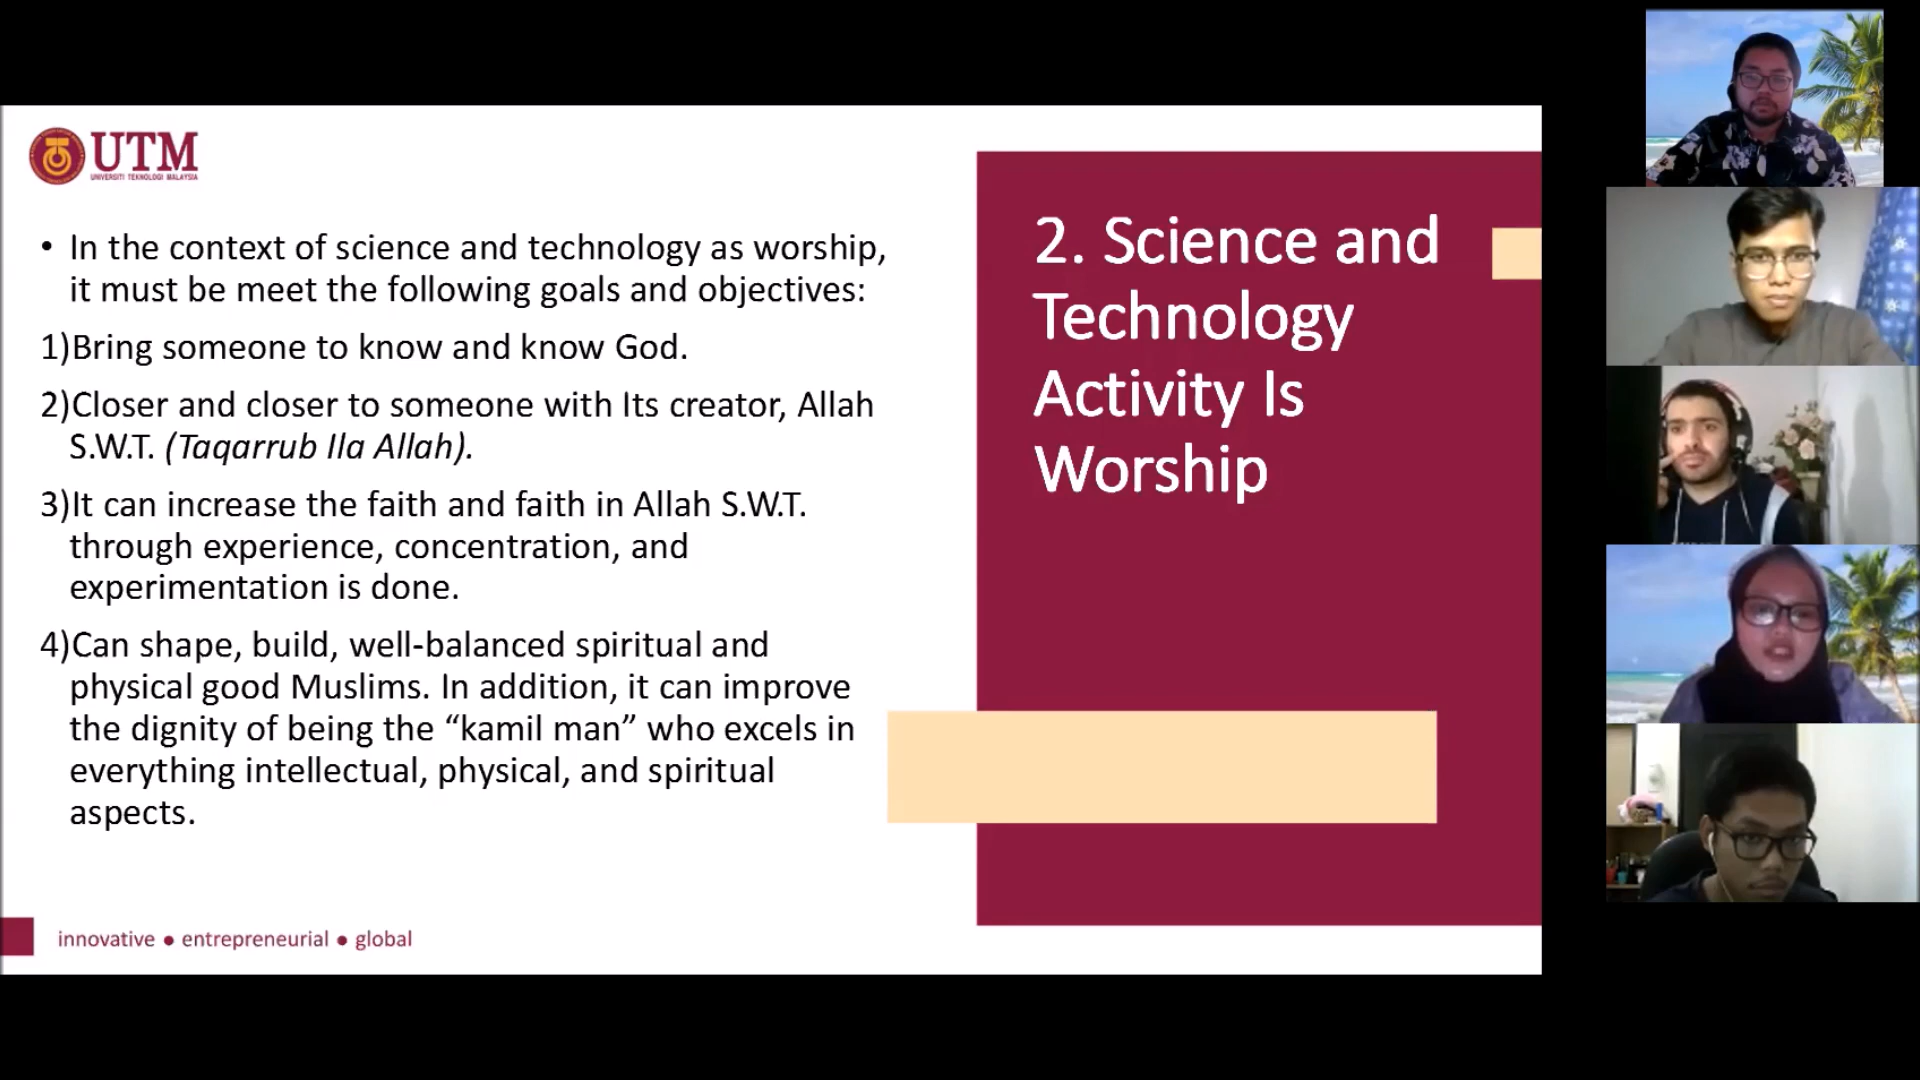 UTM
UNIVERSITI TEKNOLOGI MALAYSIA
• In the context of science and technology as worship,
it must be meet the following goals and objectives:
1)Bring someone to know and know God.
2)Closer and closer to someone with Its creator, Allah
S.W.T. (Taqarrub Ila Allah).
3)It can increase the faith and faith in Allah S.W.T.
through experience, concentration, and
experimentation is done.
4)Can shape, build, well-balanced spiritual and
physical good Muslims. In addition, it can improve
the dignity of being the “kamil man” who excels in
everything intellectual, physical, and spiritual
aspects.
2. Science and
Technology
Activity Is
Worship
innovative ● entrepreneurial ● global